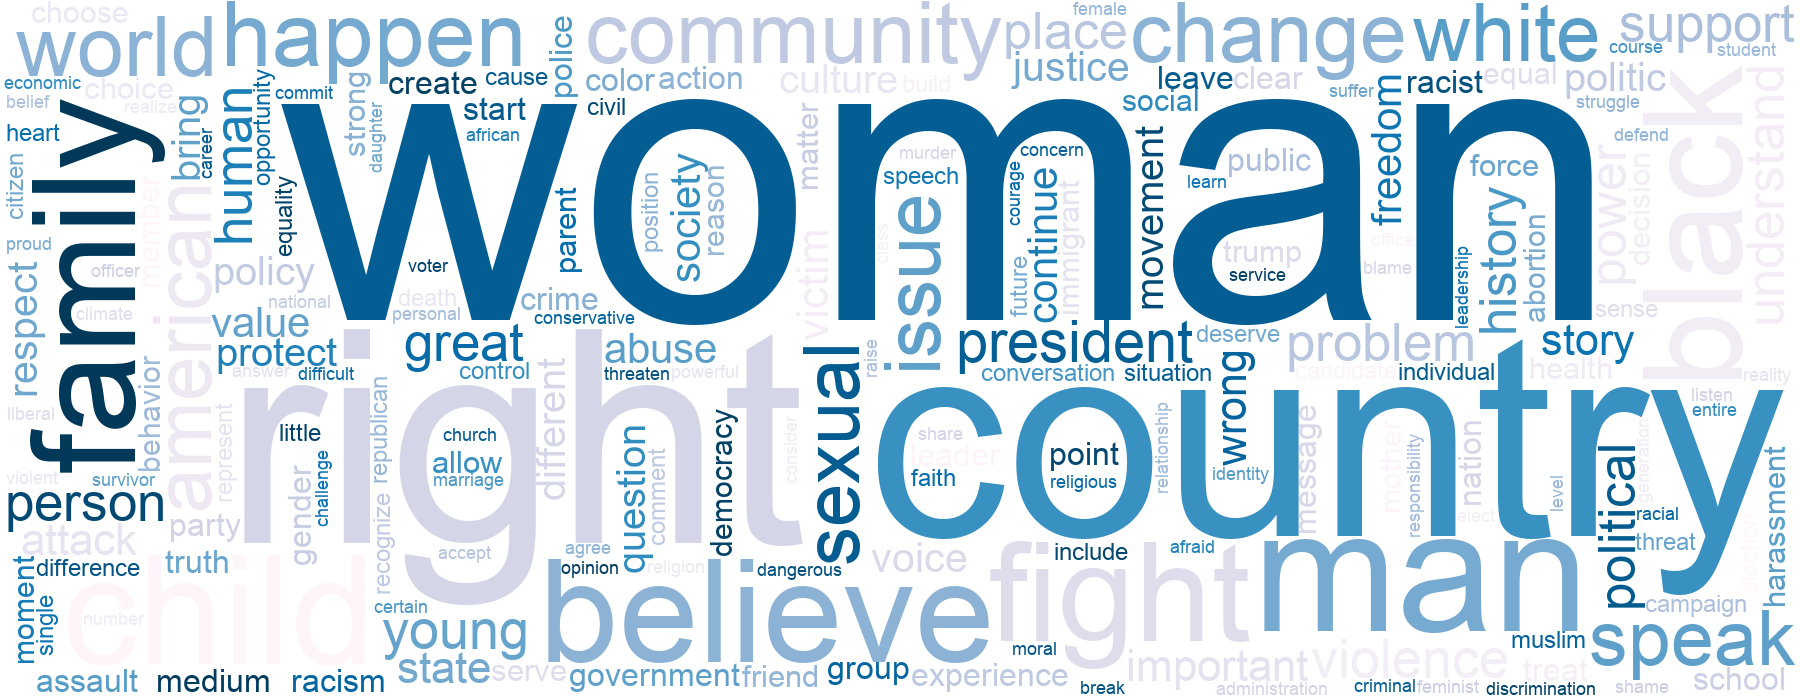 choose
world
happen
community
place
female
change
white
support
course
student
economic
belief
choice
realize
opportunity
commit
create
cause
police
color
action
culture
build
justice
leave
clear
racist
equal
politic
suffer
struggle
heart
family
bring
human
strong
daughter
start
african
civil
social
matter
murder
concern
public
freedom
force
defend
black
understand
citizen
career
member
american
equality
woman
parent
position
society
reason
speech
courage
learn
continue
immigrant
movement
trump
service
office
blame
history
abortion
power
decision
proud
officer
respect
climate
policy
national
voter
death
personal
crime
conservative
victim
class
issue
future
leadership
sense
value
protect
great
abuse
president
deserve
problem
story
answer
difficult
control
threaten
powerful
raise
conversation
situation
candidate
individual
health
reality
liberal
behavior
represent
right
little
republican
church
allow
marriage
different
comment
question
democracy
consider
sexual
share
leader
faith
country
point
religious
relationship
wrong
identity
message
mother
responsibility
nation
level
listen
entire
generation
political
violent
survivor
person
challenge
gender
party
attack
racial
threat
harassment
elect
election
moment
difference
truth
recognize
accept
agree
opinion
religion
dangerous
voice
include
afraid
child
number
single
certain
young
believe
fight
man
campaign
moral
muslim
speak
assault
medium
racism
state
serve
government
friend
group
experience
break
important
administration
violence
criminal
feminist
treat
discrimination
shame
school